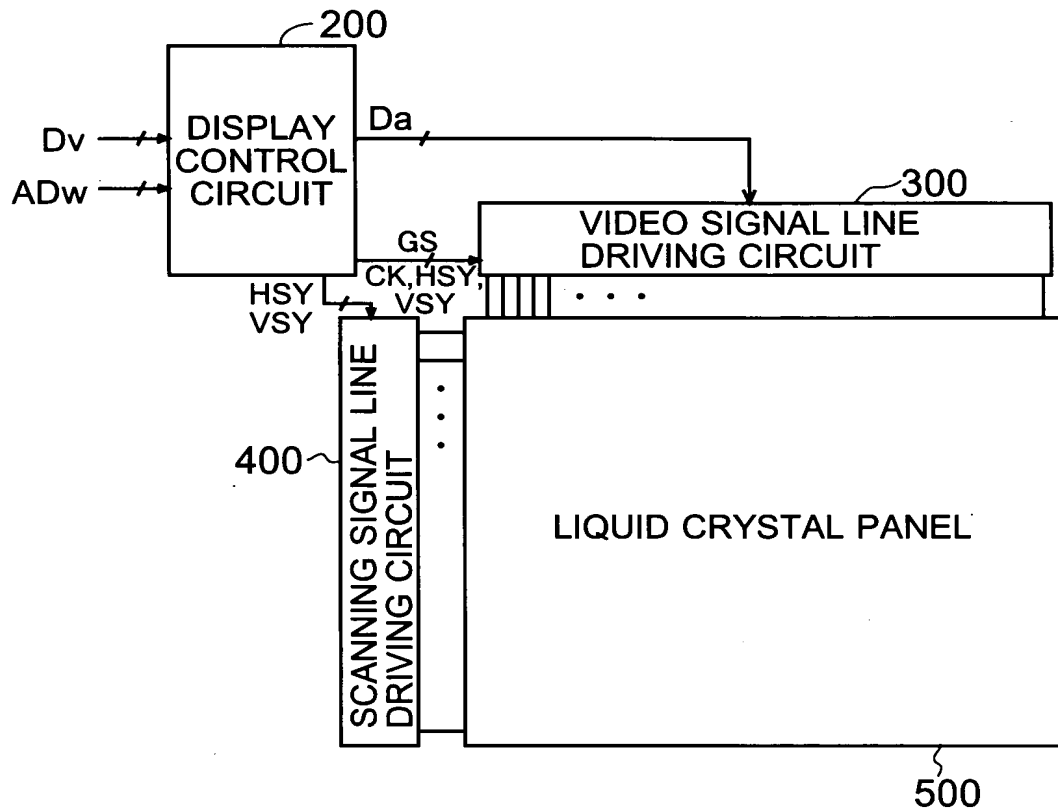 200
Dv
ADw
DISPLAY
CONTROL
CIRCUIT
Da
300
VIDEO SIGNAL LINE
DRIVING CIRCUIT
GS
CK,HSY,
VSY
HSY
VSY
400
SCANNING SIGNAL LINE
DRIVING CIRCUIT
LIQUID CRYSTAL PANEL
500